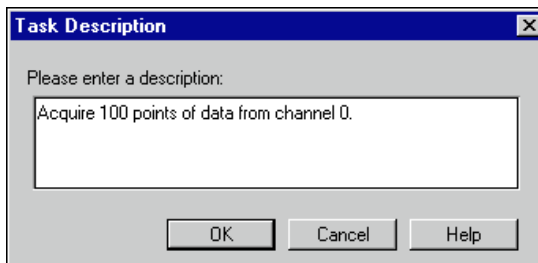 Task Description
Please enter a description:
Acquire 100 points of data from channel 0.
OK Cancel Help